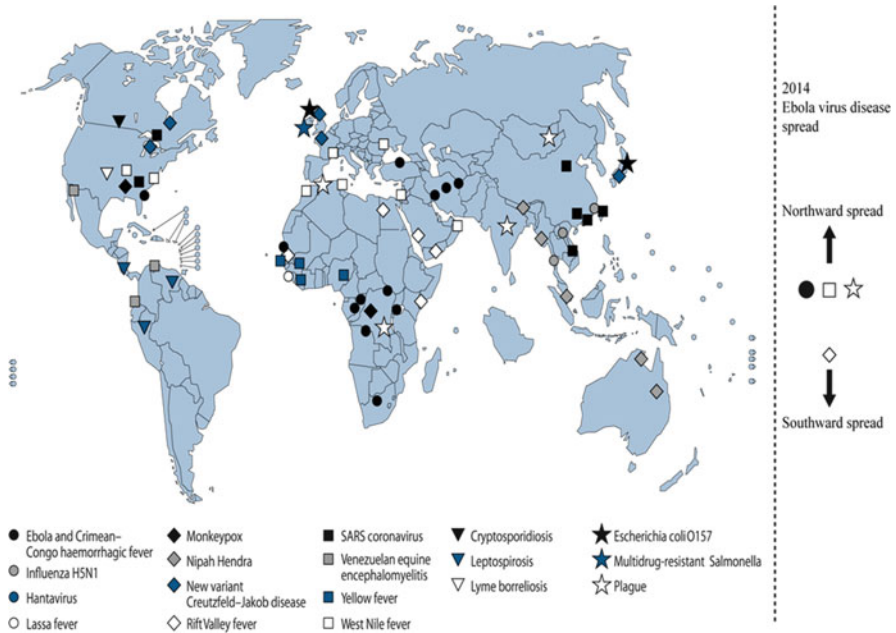 2014
Ebola virus disease
spread
Northward spread
Southward spread
Ebola and Crimean–
Congo haemorrhagic fever
Influenza H5N1
Hantavirus
Lassa fever
Monkeypox
Nipah Hendra
New variant
Creutzfeld–Jakob disease
Rift Valley fever
SARS coronavirus
Venezuelan equine
encephalomyelitis
Yellow fever
West Nile fever
Cryptosporidiosis
Leptospirosis
Lyme borreliosis
Escherichia coli O157
Multidrug-resistant Salmonella
Plague